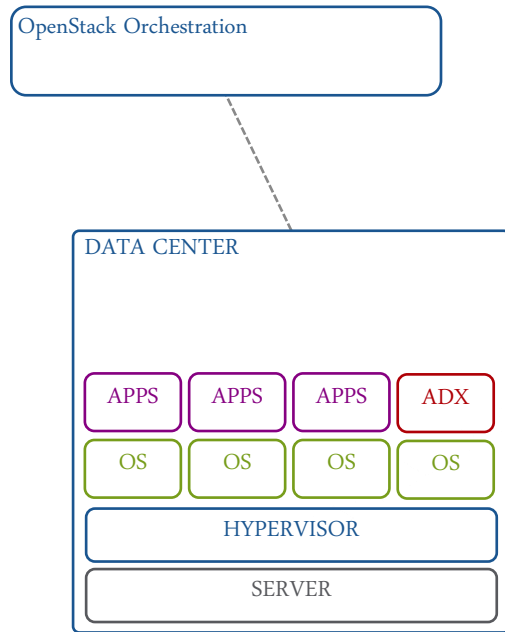 OpenStack Orchestration
DATA CENTER
APPS APPS APPS ADX
OS OS OS OS
HYPERVISOR
SERVER